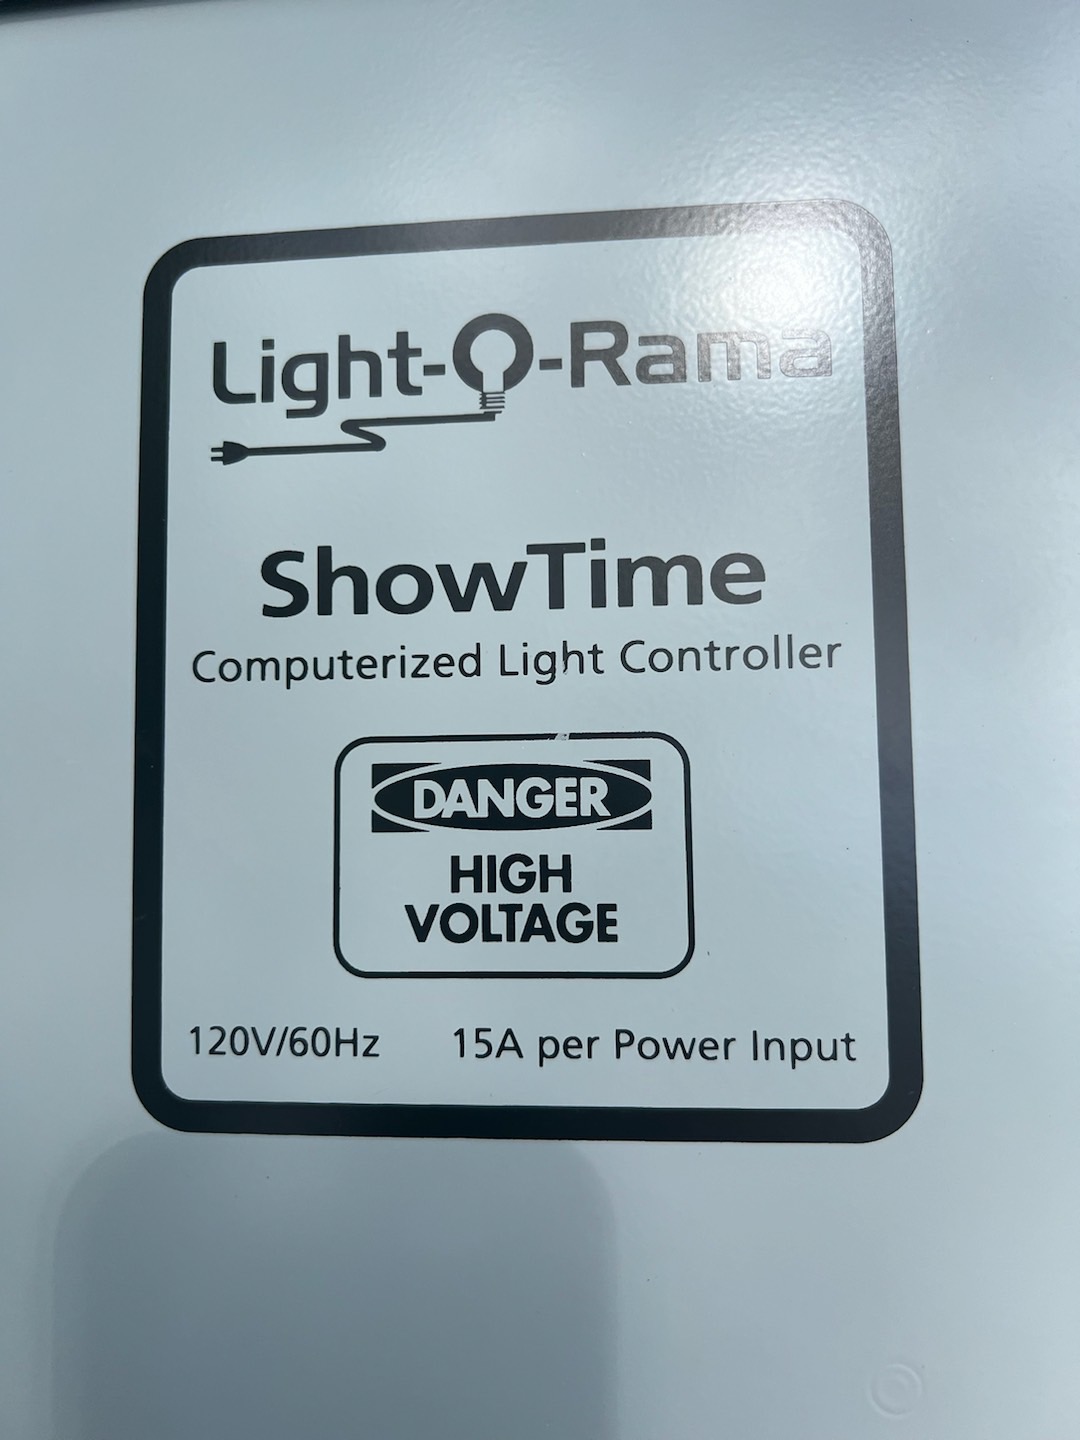 Light-O-Rama
ShowTime
Computerized Light Controller
DANGER
HIGH
VOLTAGE
120V/60Hz 15A per Power Input